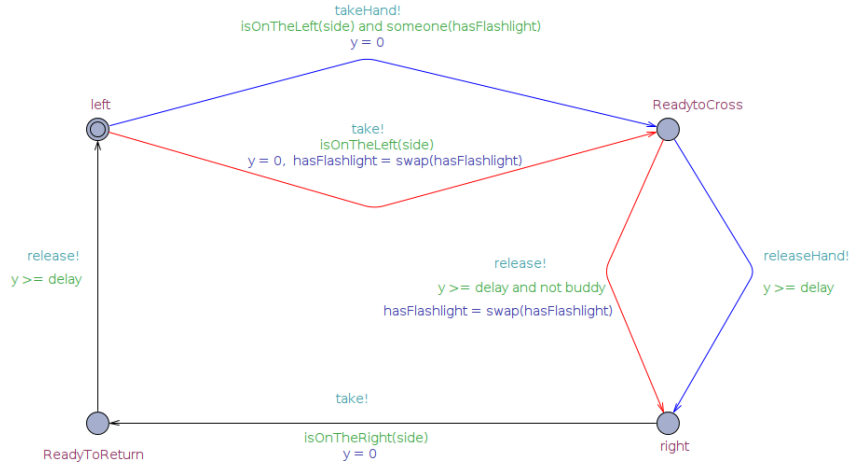 takeHand!
isOnTheLeft(side) and someone(hasFlashlight)
y = 0
left
ReadytoCross
take!
isOnTheLeft(side)
y = 0, hasFlashlight = swap(hasFlashlight)
release!
y >= delay
release!
y >= delay and not buddy
hasFlashlight = swap(hasFlashlight)
releaseHand!
y >= delay
take!
isOnTheRight(side)
y = 0
ReadyToReturn
right